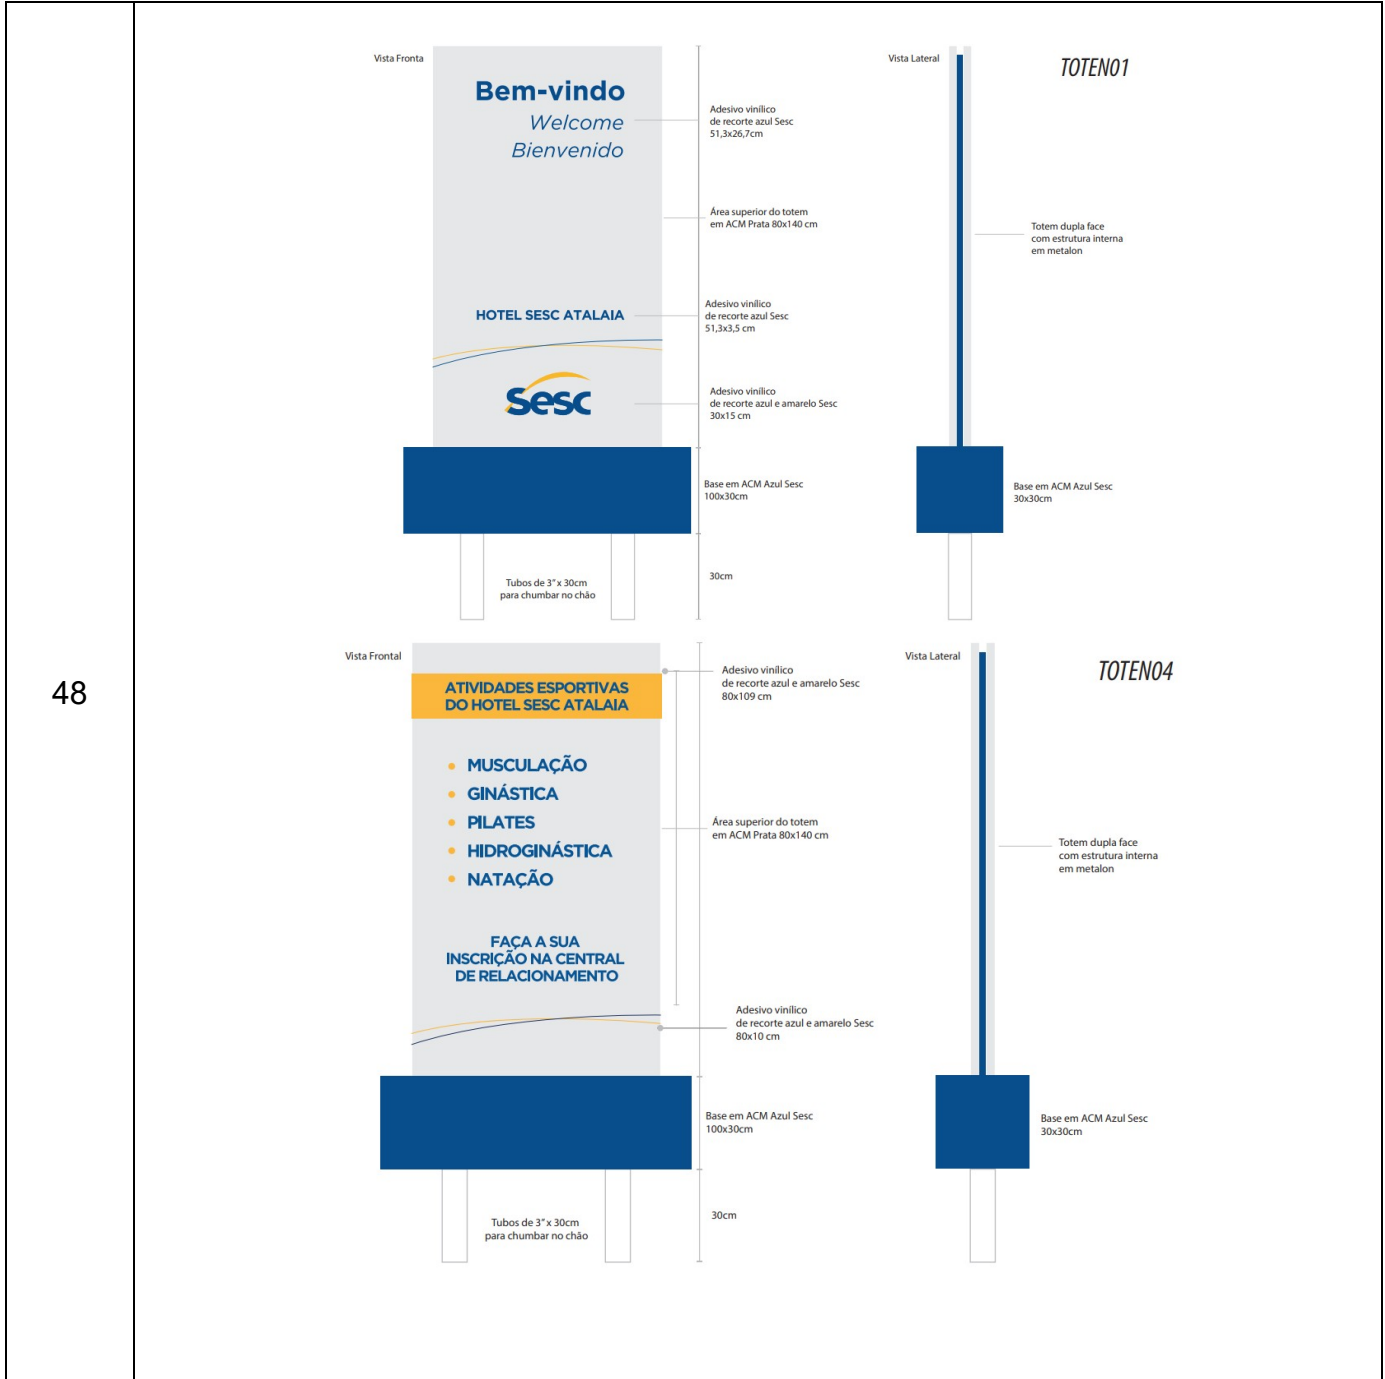 48
Vista Fronta
Bem-vindo
Welcome
Bienvenido
HOTEL SESC ATALAIA
Sesc
Adesivo vinílico
de recorte azul Sesc
51,3x26,7cm
Área superior do totem
em ACM Prata 80x140 cm
Adesivo vinílico
de recorte azul Sesc
51,3x3,5 cm
Adesivo vinílico
de recorte azul e amarelo Sesc
30x15 cm
Base em ACM Azul Sesc
100x30cm
30cm
Tubos de 3" x 30cm
para chumbar no chão
Vista Lateral
TOTEN01
Totem dupla face
com estrutura interna
em metalon
Base em ACM Azul Sesc
30x30cm
Vista Frontal
ATIVIDADES ESPORTIVAS
DO HOTEL SESC ATALAIA
• MUSCULAÇÃO
• GINÁSTICA
• PILATES
• HIDROGINÁSTICA
• NATAÇÃO
FAÇA A SUA
INSCRIÇÃO NA CENTRAL
DE RELACIONAMENTO
Adesivo vinílico
de recorte azul e amarelo Sesc
80x109 cm
Área superior do totem
em ACM Prata 80x140 cm
Adesivo vinílico
de recorte azul e amarelo Sesc
80x10 cm
Base em ACM Azul Sesc
100x30cm
30cm
Tubos de 3" x 30cm
para chumbar no chão
Vista Lateral
TOTEN04
Totem dupla face
com estrutura interna
em metalon
Base em ACM Azul Sesc
30x30cm